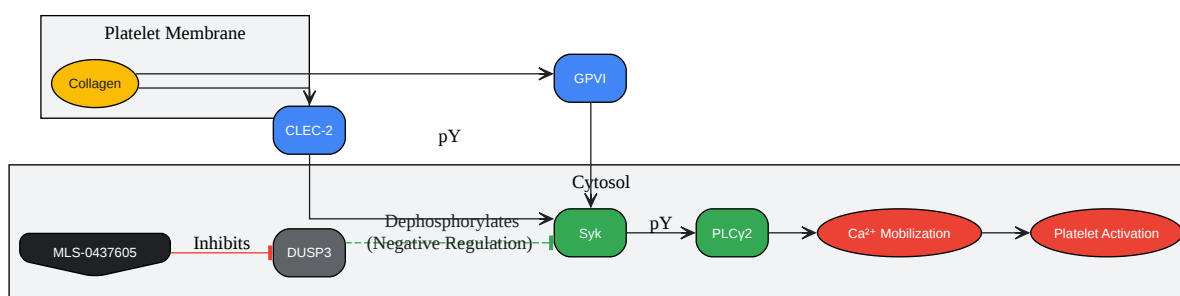 Platelet Membrane
Collagen
GPVI
CLEC-2
pY
Cytosol
Dephosphorylates
(Negative Regulation)
Syk
pY
PLCγ2
Ca²⁺ Mobilization
Platelet Activation
MLS-0437605
Inhibits
DUSP3